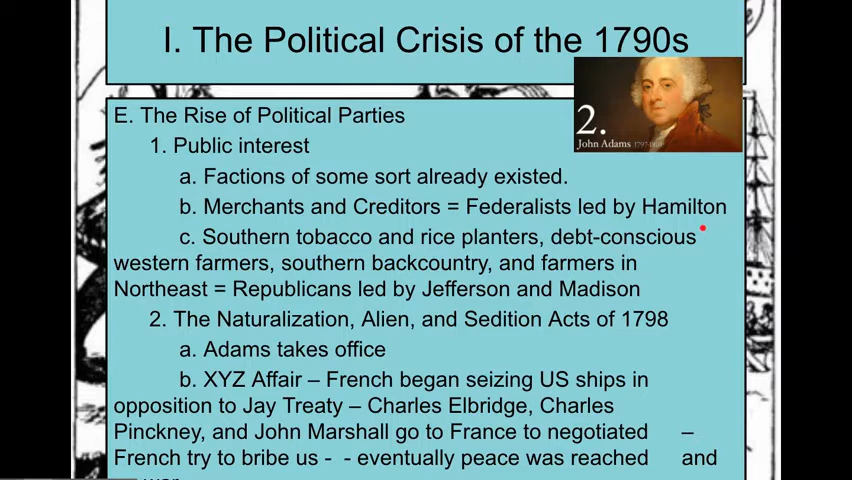 I. The Political Crisis of the 1790s
2.
John Adams
E. The Rise of Political Parties
1. Public interest
a. Factions of some sort already existed.
b. Merchants and Creditors = Federalists led by Hamilton
c. Southern tobacco and rice planters, debt-conscious
western farmers, southern backcountry, and farmers in
Northeast = Republicans led by Jefferson and Madison
2. The Naturalization, Alien, and Sedition Acts of 1798
a. Adams takes office
b. XYZ Affair – French began seizing US ships in
opposition to Jay Treaty – Charles Elbridge, Charles
Pinckney, and John Marshall go to France to negotiated –
French try to bribe us - - eventually peace was reached and